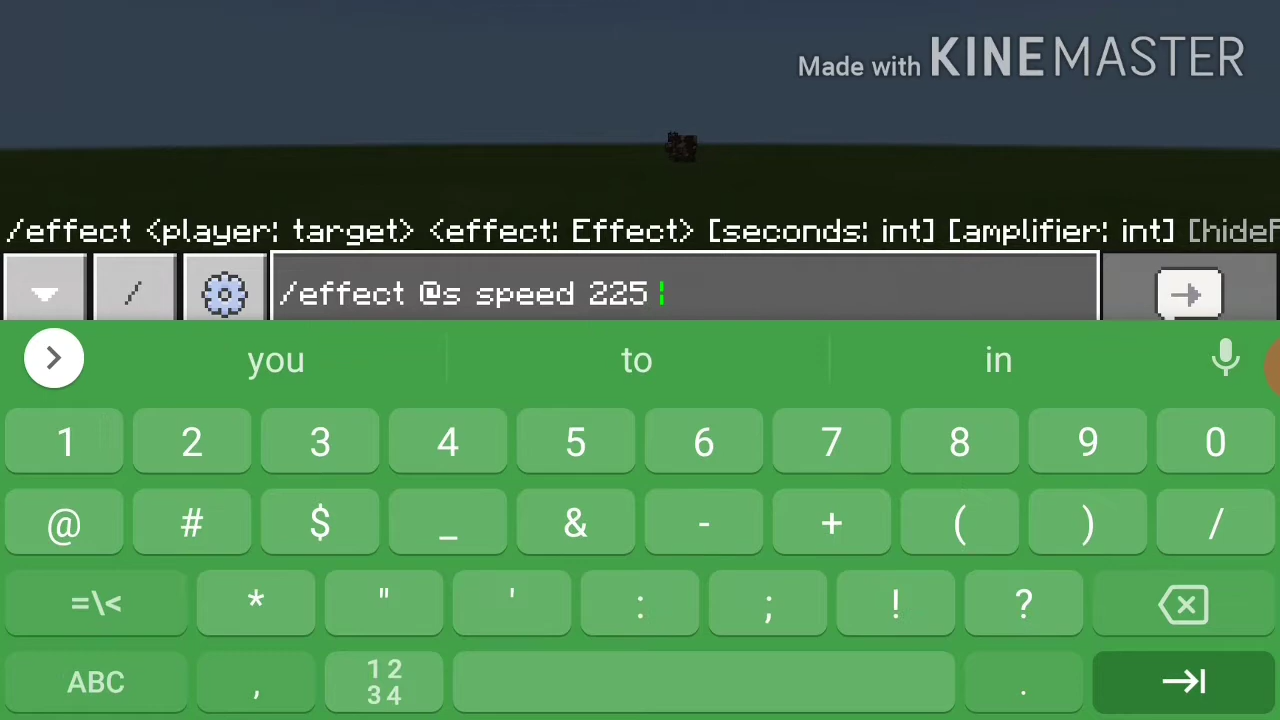 Made with KINEMASTER
/effect <player: target> <effect: Effect> [seconds: int] [amplifier: int] [hideP
/
/effect @s speed 225
you to in
1 2 3 4 5 6 7 8 9 0
@ # $ _ & - + ( ) /
=\< * " ' : ; ! ?
ABC , 12 34 .